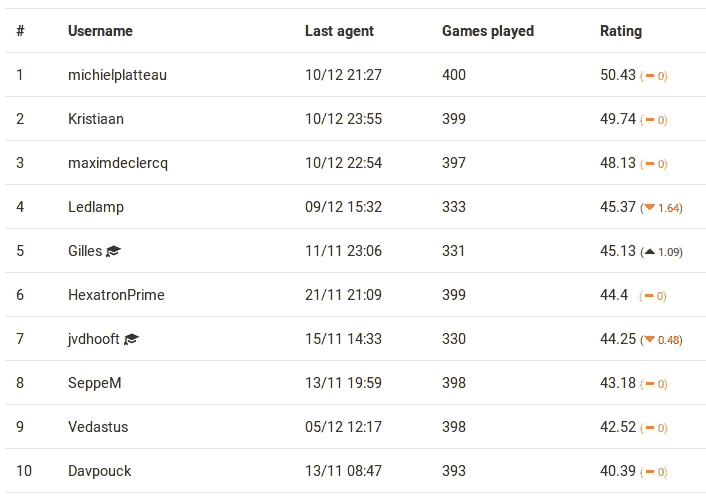 # Username Last agent Games played Rating
1 michielplatteau 10/12 21:27 400 50.43 (0)
2 Kristiaan 10/12 23:55 399 49.74 (0)
3 maximdeclercq 10/12 22:54 397 48.13 (0)
4 Ledlamp 09/12 15:32 333 45.37 (▼ 1.64)
5 Gilles 11/11 23:06 331 45.13 (▲ 1.09)
6 HexatronPrime 21/11 21:09 399 44.4 (0)
7 jvdhooft 15/11 14:33 330 44.25 (▼ 0.48)
8 SeppeM 13/11 19:59 398 43.18 (0)
9 Vedastus 05/12 12:17 398 42.52 (0)
10 Davpouck 13/11 08:47 393 40.39 (0)